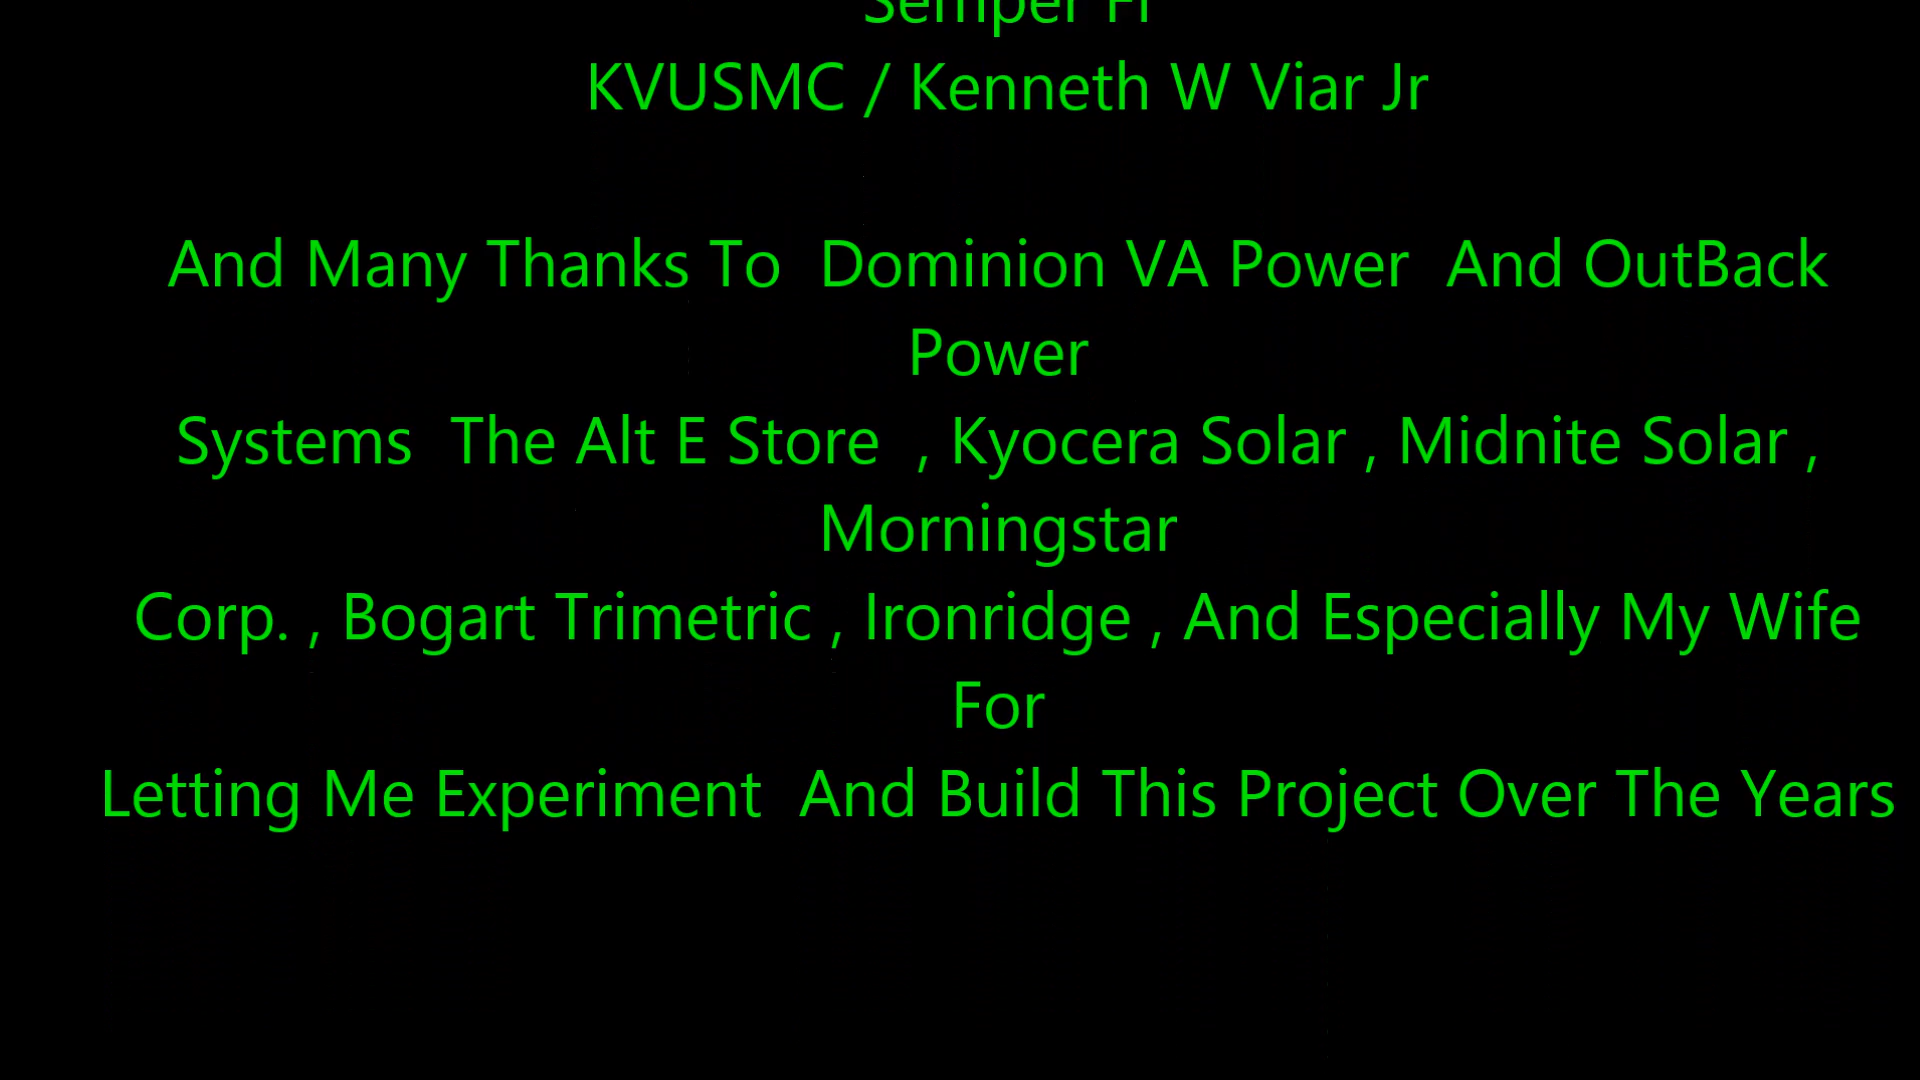 Semper Fi
KVUSMC / Kenneth W Viar Jr
And Many Thanks To  Dominion VA Power  And OutBack
Power
Systems  The Alt E Store  , Kyocera Solar , Midnite Solar ,
Morningstar
Corp. , Bogart Trimetric , Ironridge , And Especially My Wife
For
Letting Me Experiment  And Build This Project Over The Years